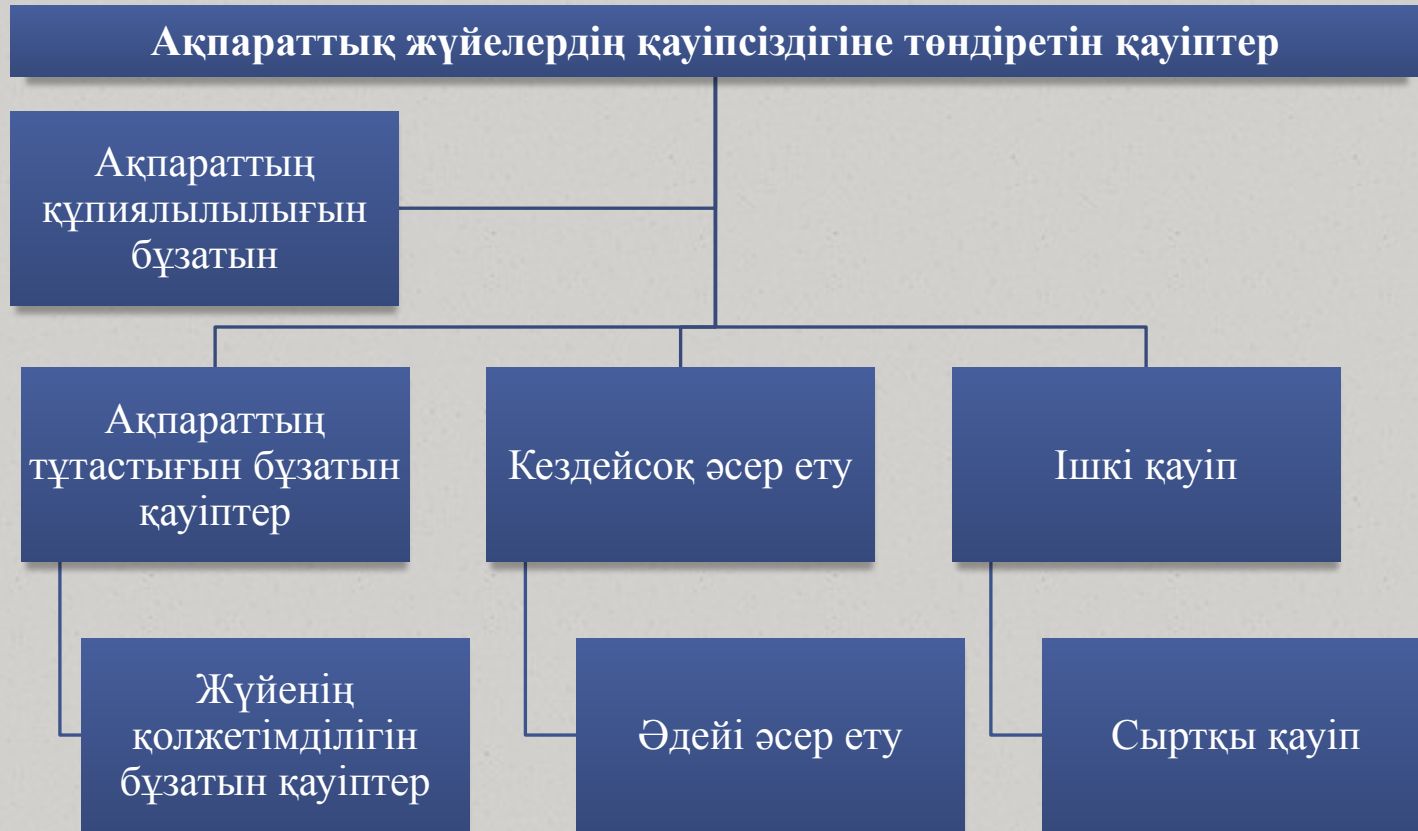 Ақпараттық жүйелердің қауіпсіздігіне төндіретін қауіптер
Ақпараттың
құпиялылылығын
бұзатын
Ақпараттың
тұтастығын бұзатын
қауіптер
Кездейсоқ әсер ету
Ішкі қауіп
Жүйенің
қолжетімділігін
бұзатын қауіптер
Әдейі әсер ету
Сыртқы қауіп